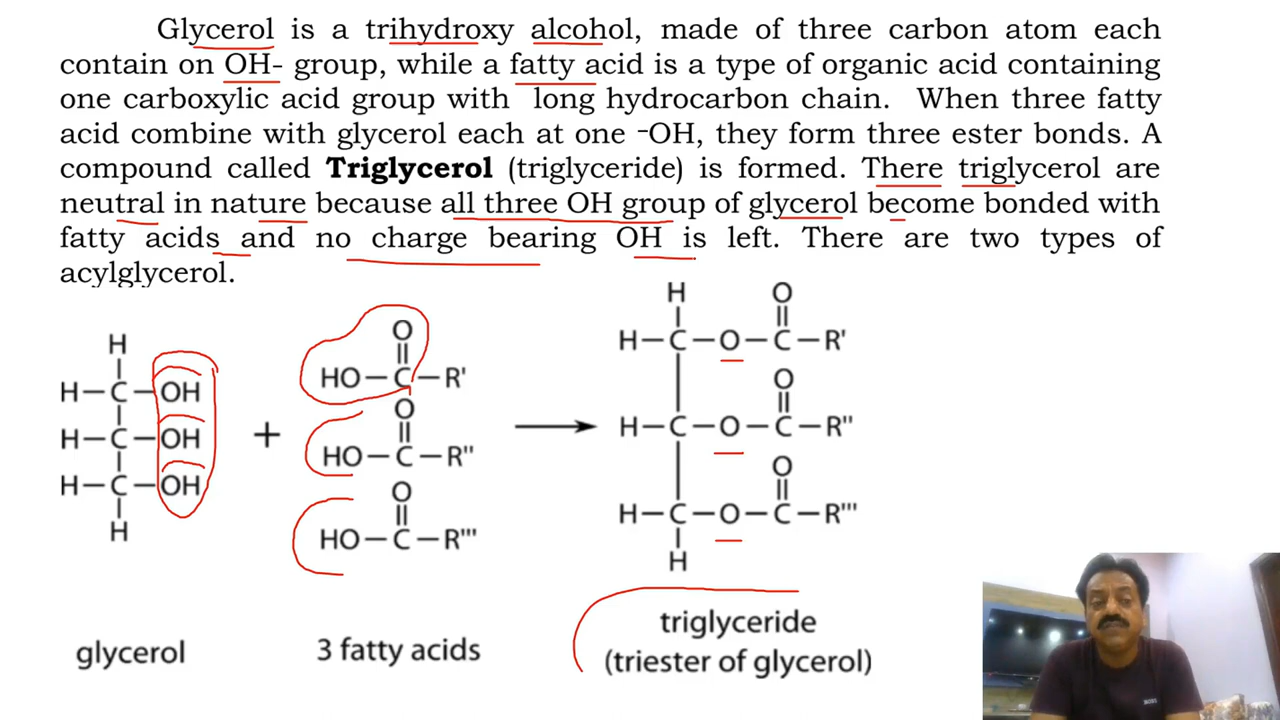 Glycerol is a trihydroxy alcohol, made of three carbon atom each
contain on OH- group, while a fatty acid is a type of organic acid containing
one carboxylic acid group with long hydrocarbon chain. When three fatty
acid combine with glycerol each at one –OH, they form three ester bonds. A
compound called Triglycerol (triglyceride) is formed. There triglycerol are
neutral in nature because all three OH group of glycerol become bonded with
fatty acids and no charge bearing OH is left. There are two types of
acylglycerol.
H O
H–C–O–C–R'
H O
HO–C–R'
H–C–OH O
O
H–C–OH + H–C–O–C–R''
HO–C–R''
H–C–OH O
O
H–C–O–C–R'''
H HO–C–R'''
H
glycerol 3 fatty acids triglyceride
(triester of glycerol)